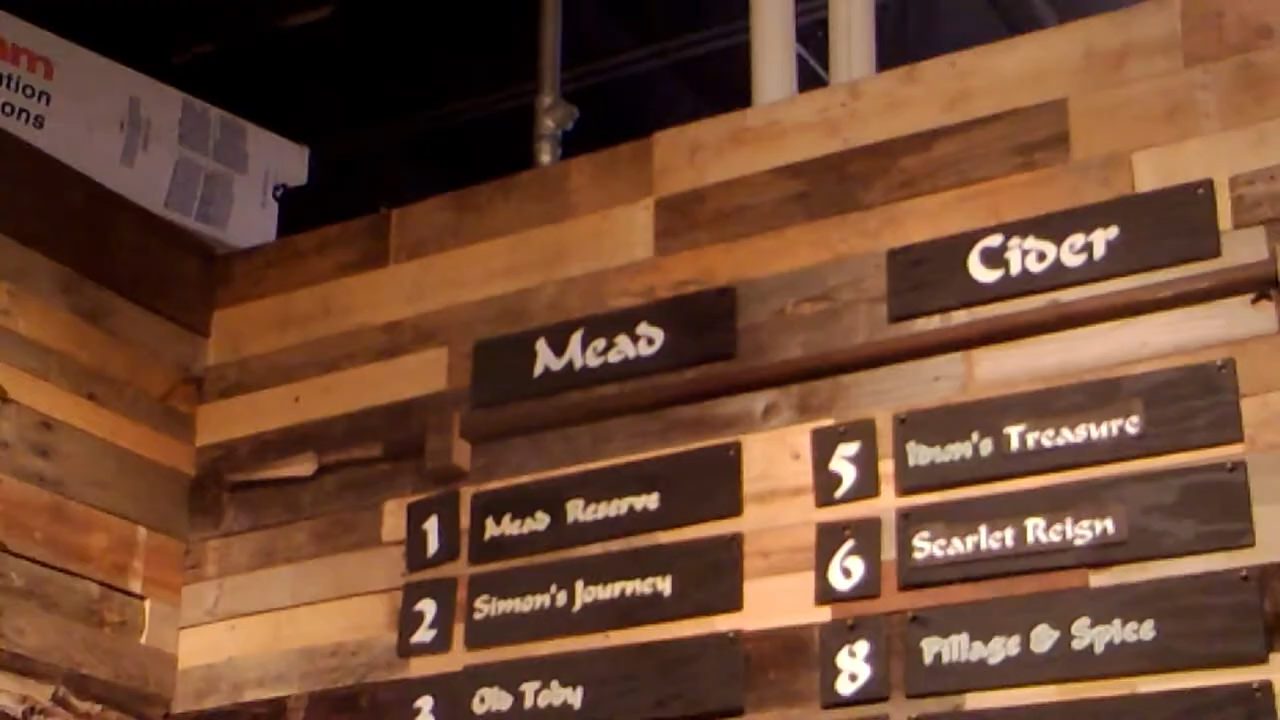 Mead
1 Mead Reserve
2 Simon's Journey
3 Old Toby
Cider
5 Idun's Treasure
6 Scarlet Reign
8 Pillage & Spice